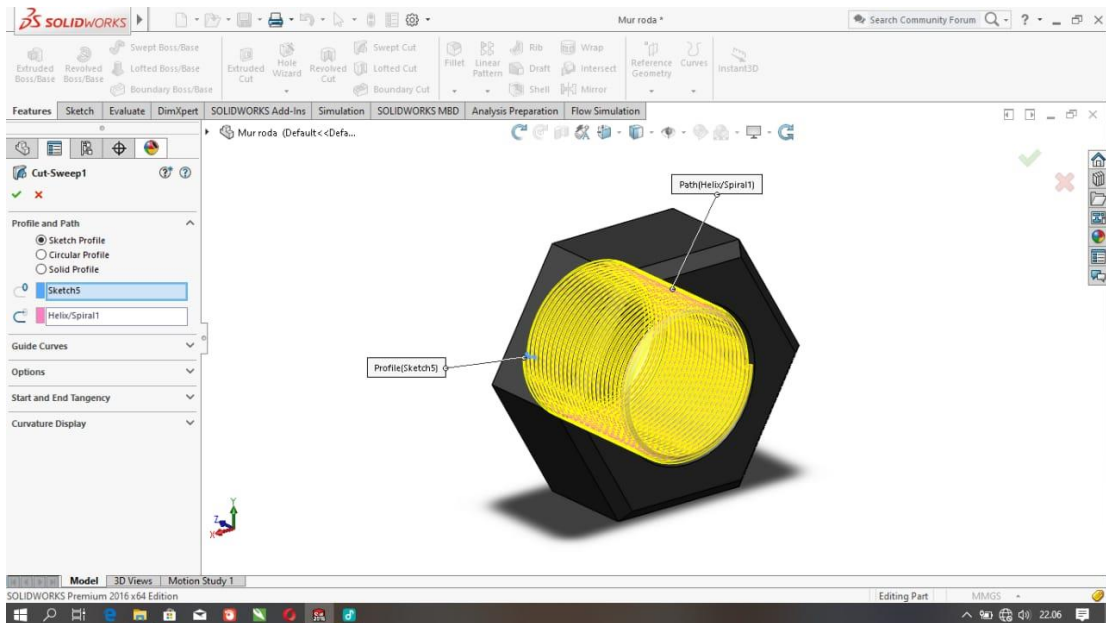 SOLIDWORKS
Mur roda *
Search Community Forum
Extruded Boss/Base
Revolved Boss/Base
Swept Boss/Base
Lofted Boss/Base
Boundary Boss/Base
Extruded Cut
Hole Wizard
Revolved Cut
Swept Cut
Lofted Cut
Boundary Cut
Fillet
Linear Pattern
Rib
Draft
Shell
Wrap
Intersect
Mirror
Reference Geometry
Curves
Instant3D
Features Sketch Evaluate DimXpert SOLIDWORKS Add-Ins Simulation SOLIDWORKS MBD Analysis Preparation Flow Simulation
Mur roda (Default<<Defa...
Cut-Sweep1
Profile and Path
Sketch Profile
Circular Profile
Solid Profile
Sketch5
Helix/Spiral1
Guide Curves
Options
Start and End Tangency
Curvature Display
Path(Helix/Spiral1)
Profile(Sketch5)
Y
Z
X
Model 3D Views Motion Study 1
SOLIDWORKS Premium 2016 x64 Edition
Editing Part MMGS
22.06